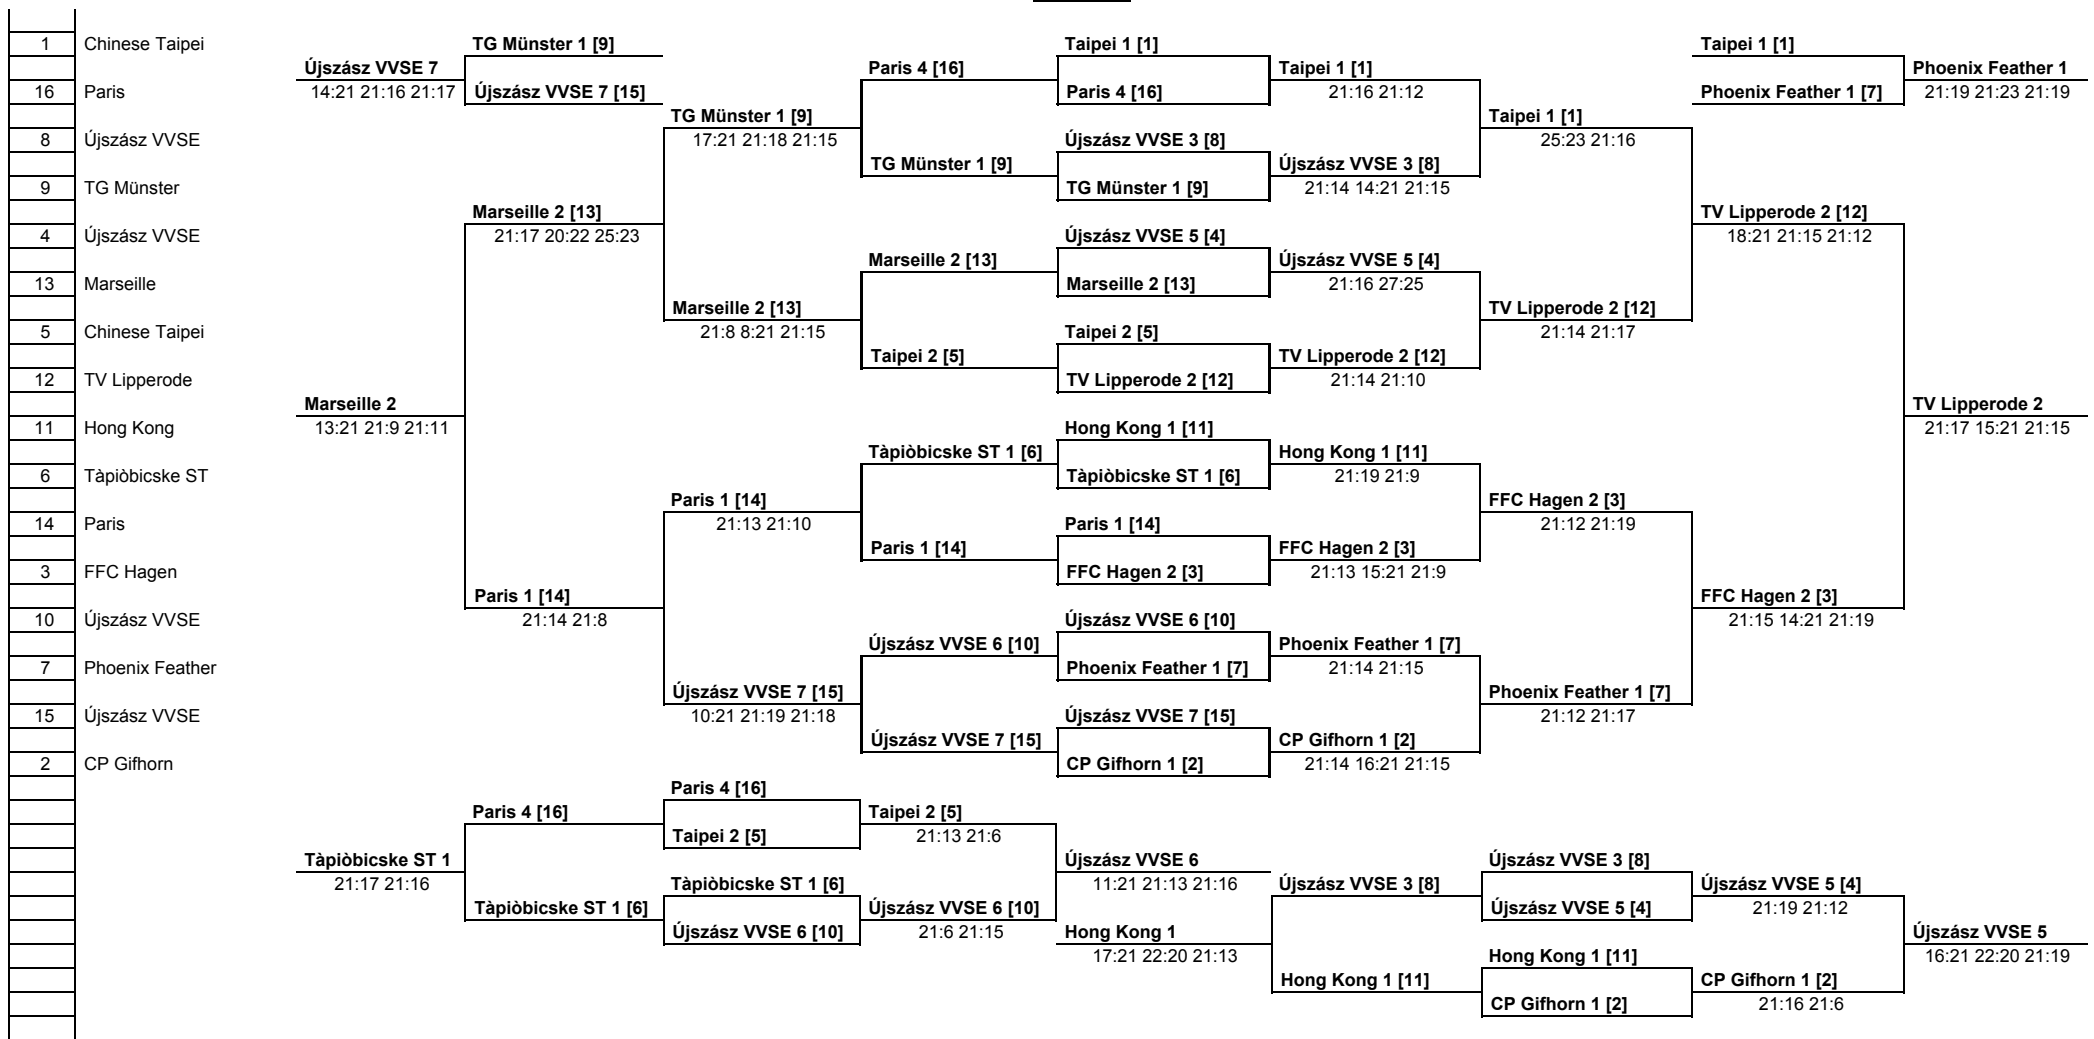 1 Chinese Taipei TG Münster 1 [9] Taipei 1 [1] Taipei 1 [1]
Újszász VVSE 7 Paris 4 [16] Taipei 1 [1] Phoenix Feather 1
16 Paris 14:21 21:16 21:17 Újszász VVSE 7 [15] Paris 4 [16] 21:16 21:12 Phoenix Feather 1 [7] 21:19 21:23 21:19
TG Münster 1 [9] Taipei 1 [1]
8 Újszász VVSE 17:21 21:18 21:15 Újszász VVSE 3 [8] 25:23 21:16
TG Münster 1 [9] Újszász VVSE 3 [8]
9 TG Münster TG Münster 1 [9] 21:14 14:21 21:15
Marseille 2 [13] TV Lipperode 2 [12]
4 Újszász VVSE 21:17 20:22 25:23 Újszász VVSE 5 [4] 18:21 21:15 21:12
Marseille 2 [13] Újszász VVSE 5 [4]
13 Marseille Marseille 2 [13] 21:16 27:25
Marseille 2 [13] TV Lipperode 2 [12]
5 Chinese Taipei 21:8 8:21 21:15 Taipei 2 [5] 21:14 21:17
Taipei 2 [5] TV Lipperode 2 [12]
12 TV Lipperode TV Lipperode 2 [12] 21:14 21:10
Marseille 2 TV Lipperode 2
11 Hong Kong 13:21 21:9 21:11 Hong Kong 1 [11] 21:17 15:21 21:15
Tàpiòbicske ST 1 [6] Hong Kong 1 [11]
6 Tàpiòbicske ST Tàpiòbicske ST 1 [6] 21:19 21:9
Paris 1 [14] FFC Hagen 2 [3]
14 Paris 21:13 21:10 Paris 1 [14] 21:12 21:19
Paris 1 [14] FFC Hagen 2 [3]
3 FFC Hagen FFC Hagen 2 [3] 21:13 15:21 21:9
Paris 1 [14] FFC Hagen 2 [3]
10 Újszász VVSE 21:14 21:8 Újszász VVSE 6 [10] 21:15 14:21 21:19
Újszász VVSE 6 [10] Phoenix Feather 1 [7]
7 Phoenix Feather Phoenix Feather 1 [7] 21:14 21:15
Újszász VVSE 7 [15] Phoenix Feather 1 [7]
15 Újszász VVSE 10:21 21:19 21:18 Újszász VVSE 7 [15] 21:12 21:17
Újszász VVSE 7 [15] CP Gifhorn 1 [2]
2 CP Gifhorn CP Gifhorn 1 [2] 21:14 16:21 21:15
Paris 4 [16]
Paris 4 [16] Taipei 2 [5]
Taipei 2 [5] 21:13 21:6
Tàpiòbicske ST 1 Újszász VVSE 6 Újszász VVSE 3 [8]
21:17 21:16 Tàpiòbicske ST 1 [6] 11:21 21:13 21:16 Újszász VVSE 3 [8] Újszász VVSE 5 [4]
Tàpiòbicske ST 1 [6] Újszász VVSE 6 [10] Újszász VVSE 5 [4] 21:19 21:12
Újszász VVSE 6 [10] 21:6 21:15 Hong Kong 1 Újszász VVSE 5
17:21 22:20 21:13 Hong Kong 1 [11] 16:21 22:20 21:19
Hong Kong 1 [11] CP Gifhorn 1 [2]
CP Gifhorn 1 [2] 21:16 21:6